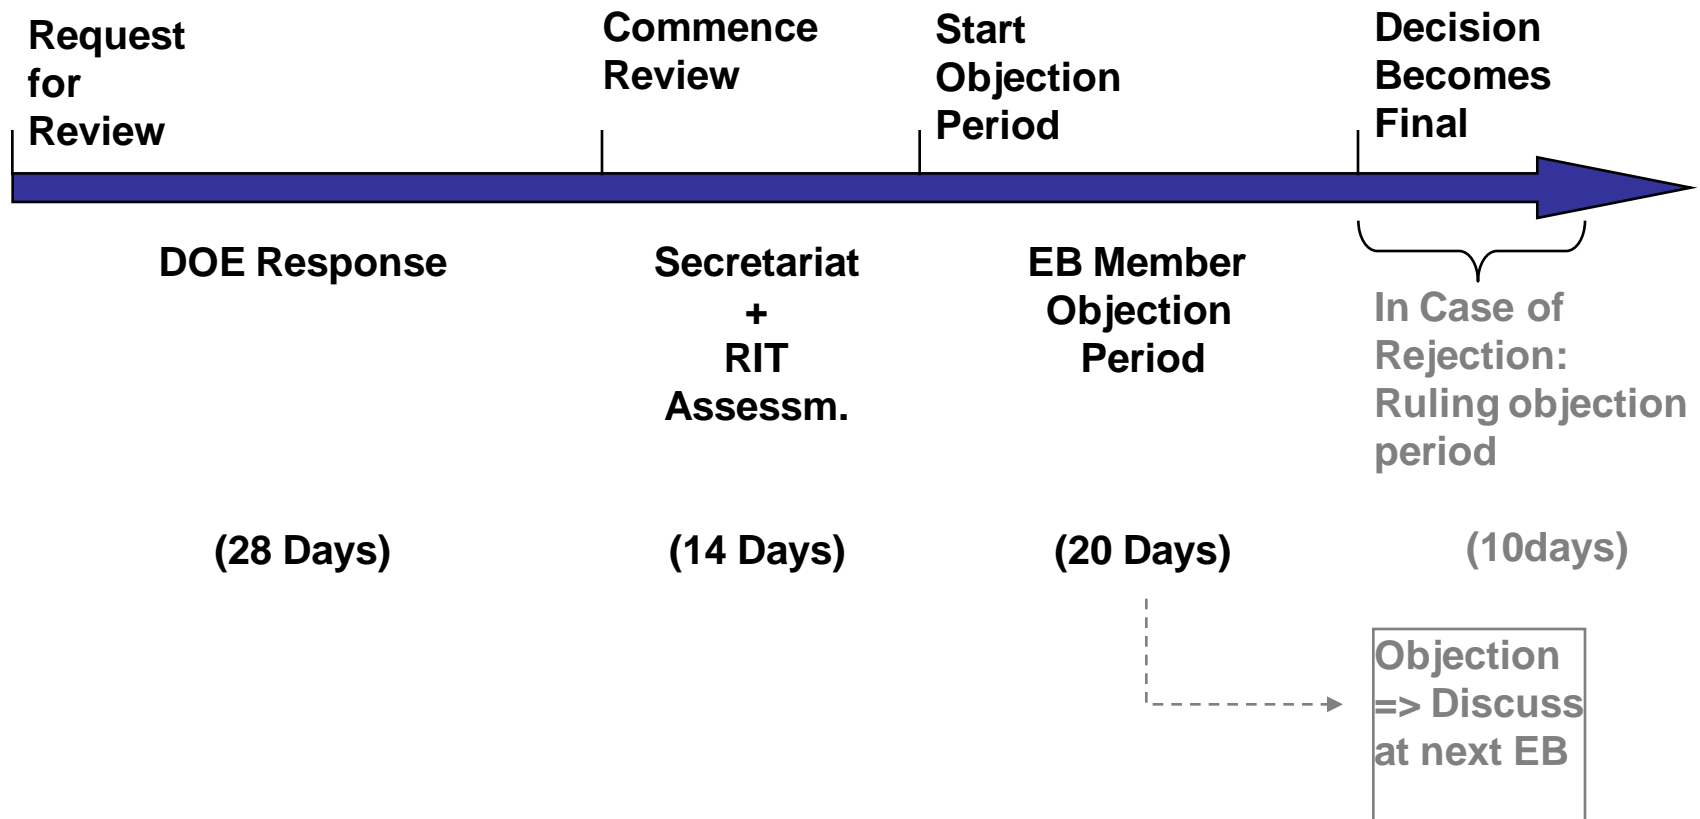 Request
for
Review
Commence
Review
Start
Objection
Period
Decision
Becomes
Final
DOE Response
Secretariat
+
RIT
Assessm.
EB Member
Objection
Period
In Case of
Rejection:
Ruling objection
period
(28 Days)
(14 Days)
(20 Days)
(10days)
Objection
=> Discuss
at next EB